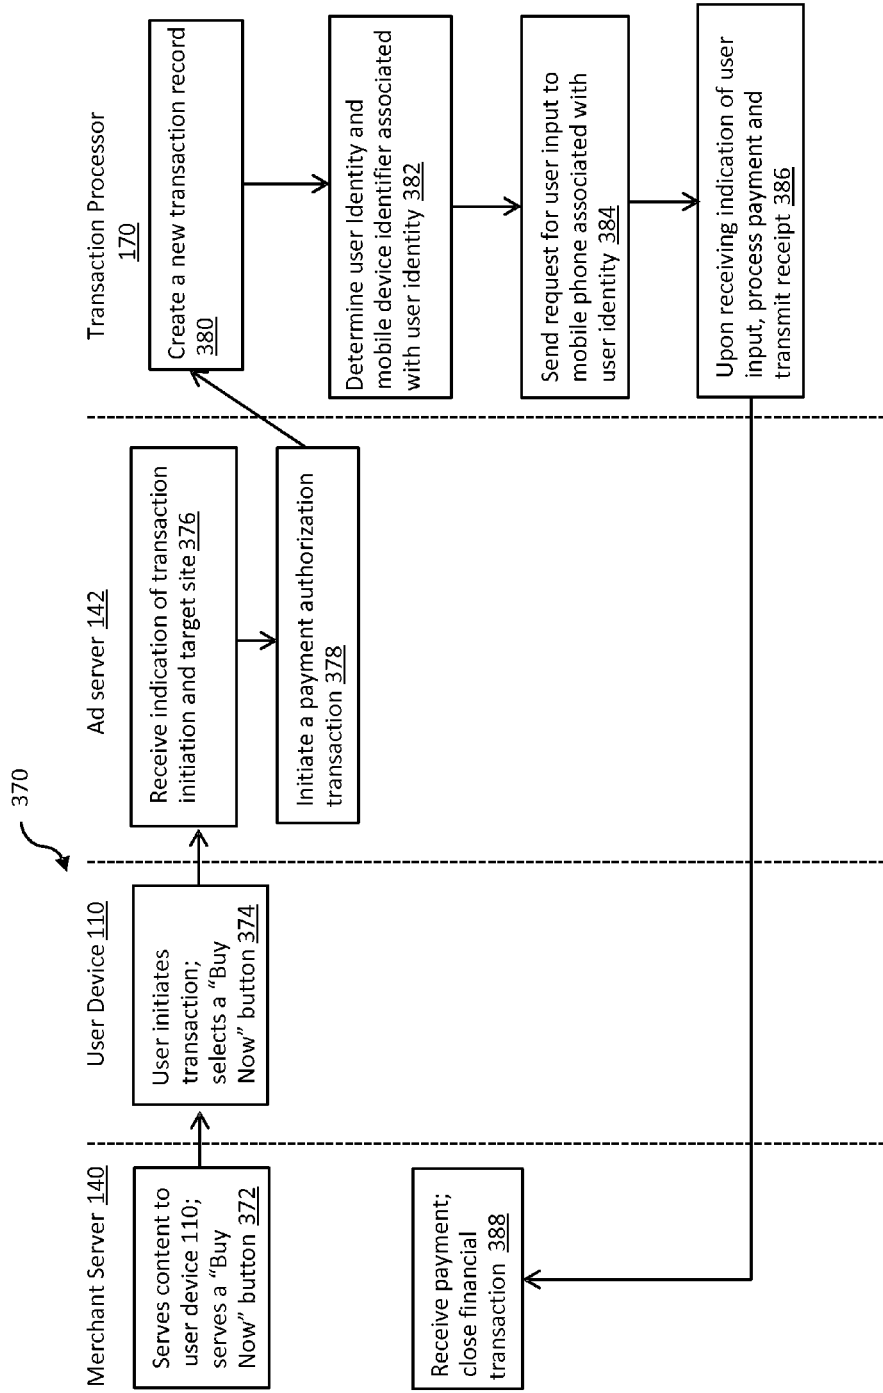 370
Merchant Server 140
User Device 110
Ad server 142
Transaction Processor
170
Serves content to
user device 110;
serves a “Buy
Now” button 372
User initiates
transaction;
selects a “Buy
Now” button 374
Receive indication of transaction
initiation and target site 376
Initiate a payment authorization
transaction 378
Create a new transaction record
380
Determine user Identity and
mobile device identifier associated
with user identity 382
Send request for user input to
mobile phone associated with
user identity 384
Upon receiving indication of user
input, process payment and
transmit receipt 386
Receive payment;
close financial
transaction 388